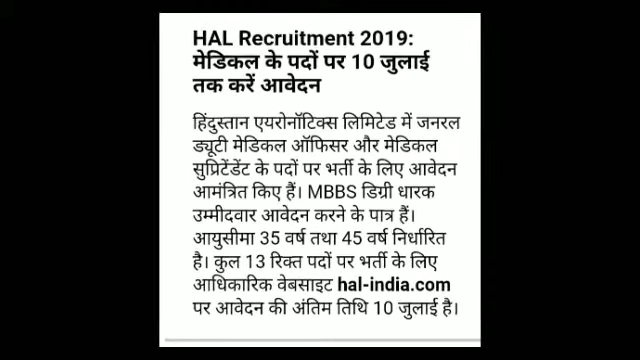 HAL Recruitment 2019:
मेडिकल के पदों पर 10 जुलाई
तक करें आवेदन
हिंदुस्तान एयरोनॉटिक्स लिमिटेड में जनरल
ड्यूटी मेडिकल ऑफिसर और मेडिकल
सुप्रिटेंडेंट के पदों पर भर्ती के लिए आवेदन
आमंत्रित किए हैं। MBBS डिग्री धारक
उम्मीदवार आवेदन करने के पात्र हैं।
आयुसीमा 35 वर्ष तथा 45 वर्ष निर्धारित
है। कुल 13 रिक्त पदों पर भर्ती के लिए
आधिकारिक वेबसाइट hal-india.com
पर आवेदन की अंतिम तिथि 10 जुलाई है।